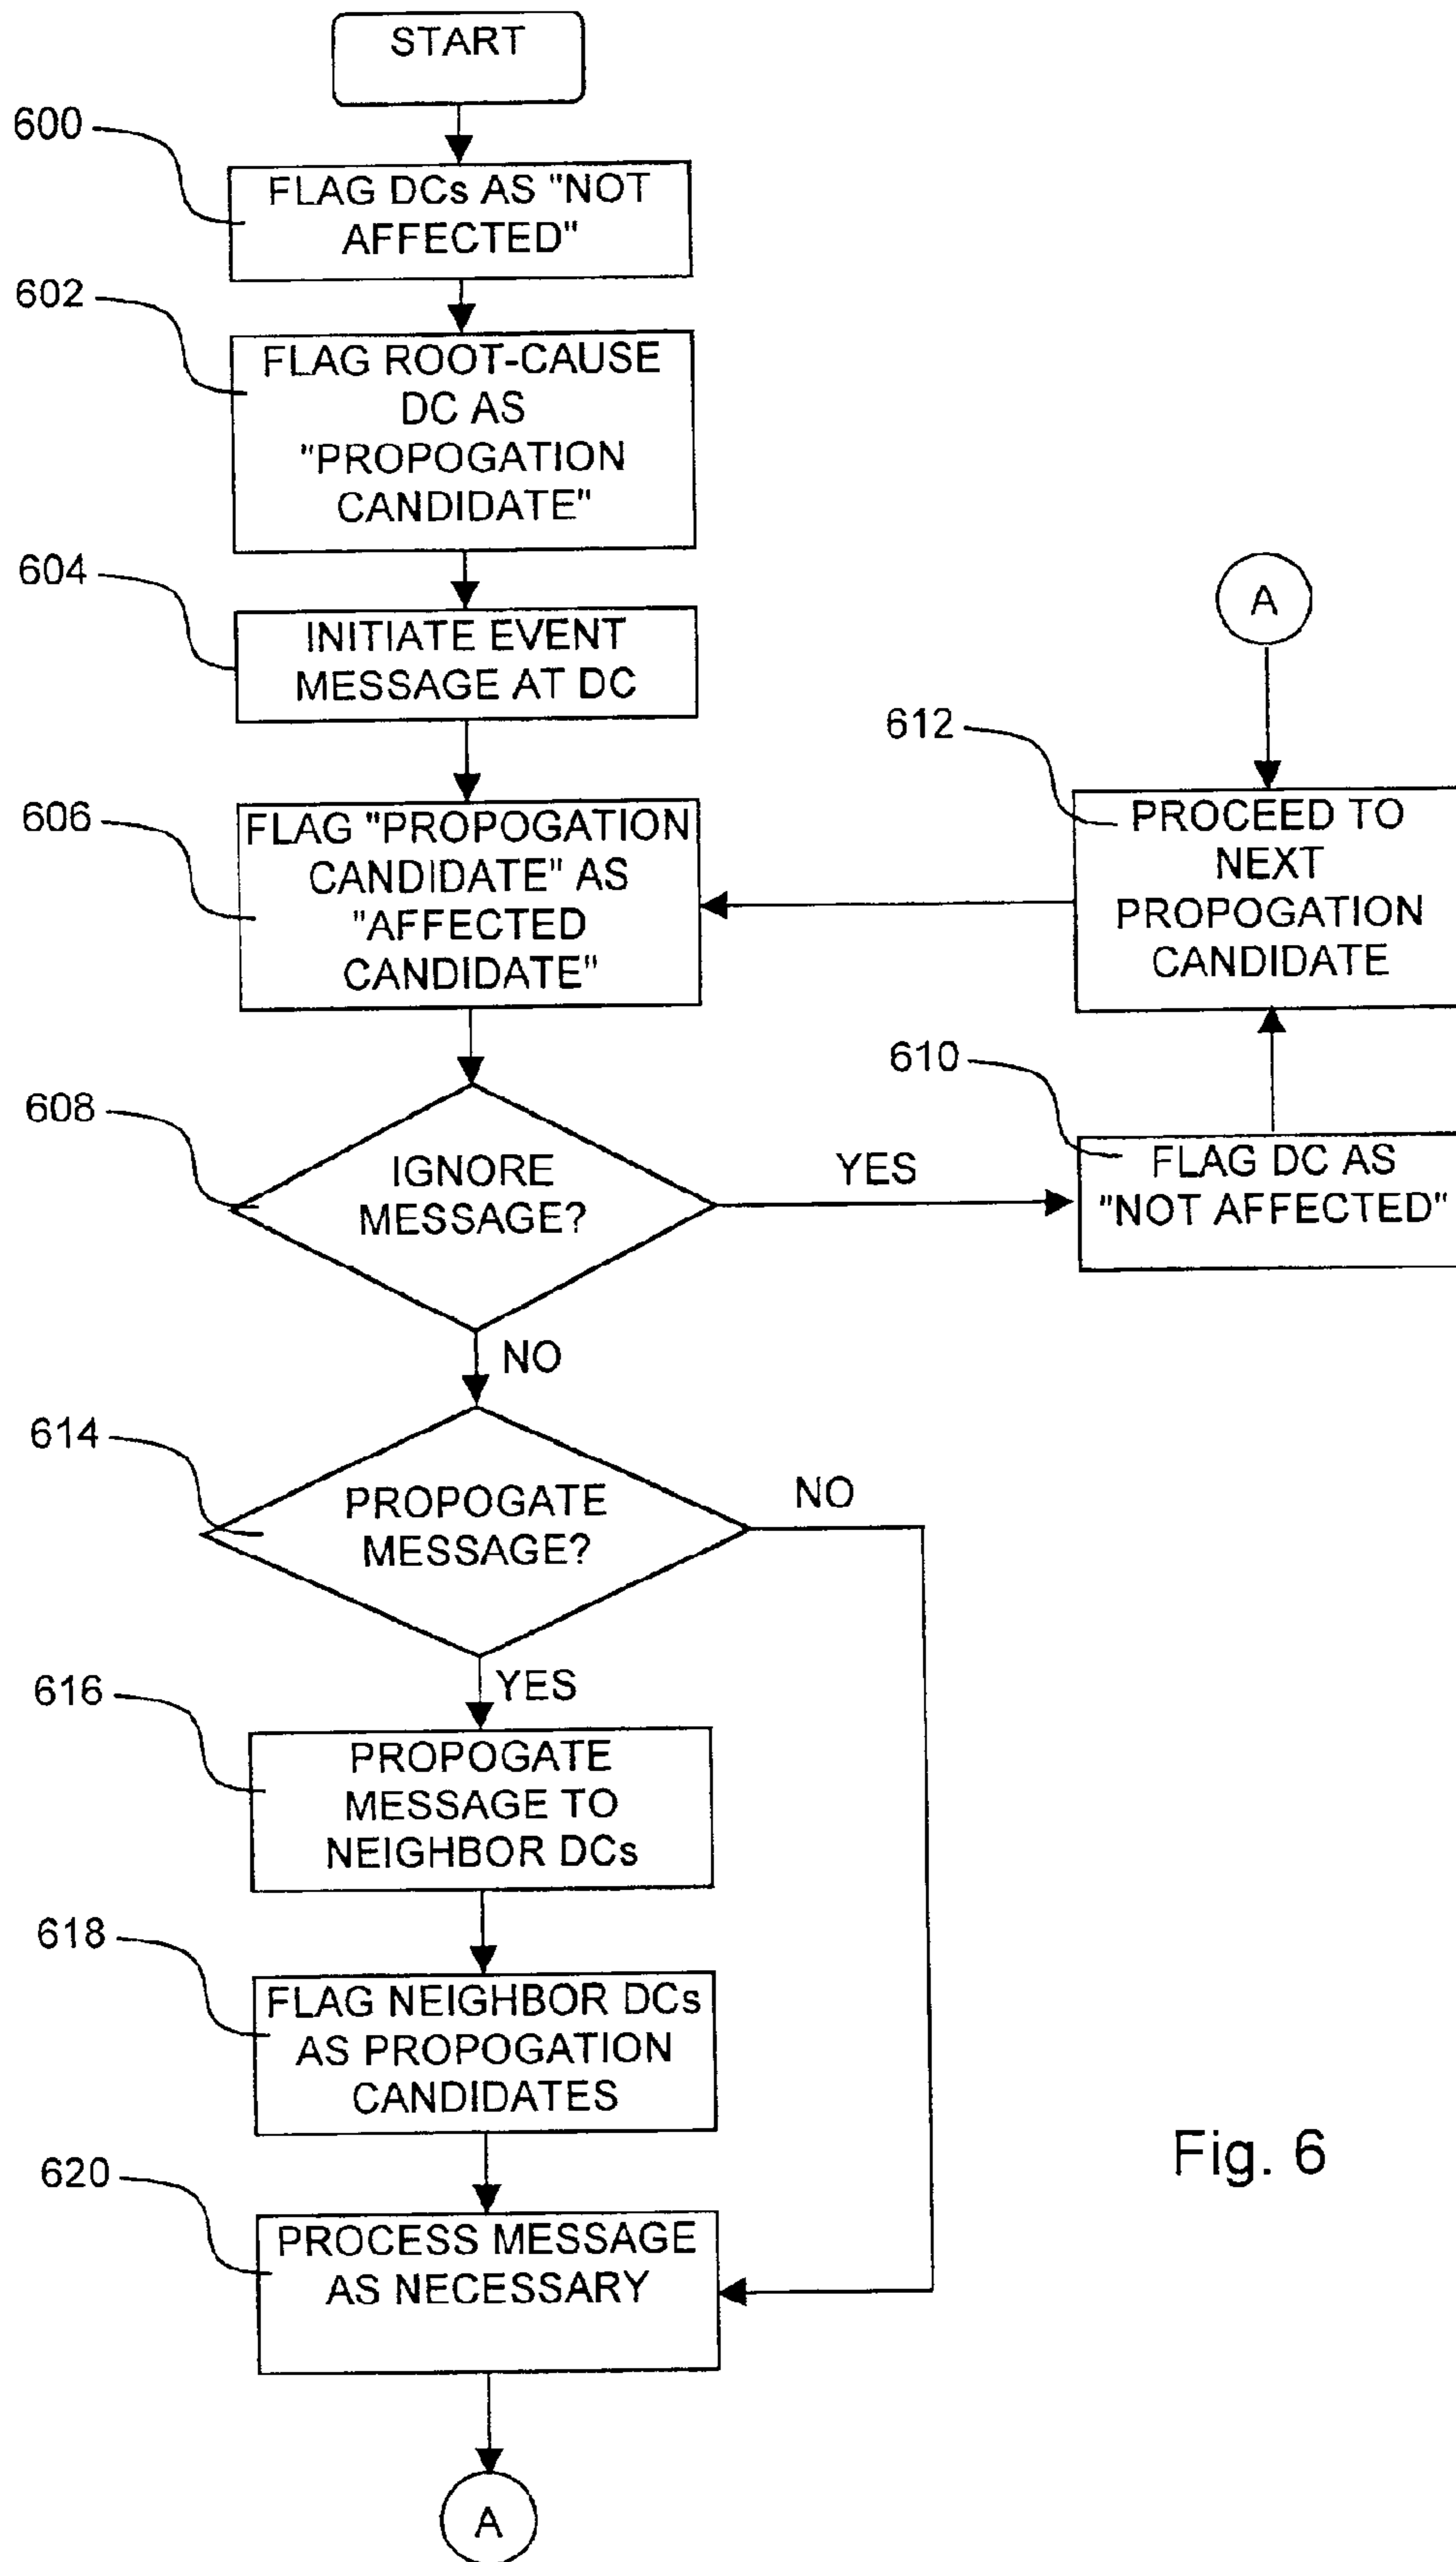 START
600
FLAG DCs AS "NOT
AFFECTED"
602
FLAG ROOT-CAUSE
DC AS
"PROPOGATION
CANDIDATE"
604
INITIATE EVENT
MESSAGE AT DC
606
FLAG "PROPOGATION
CANDIDATE" AS
"AFFECTED
CANDIDATE"
A
612
PROCEED TO
NEXT
PROPOGATION
CANDIDATE
608
IGNORE
MESSAGE?
YES
610
FLAG DC AS
"NOT AFFECTED"
NO
614
PROPOGATE
MESSAGE?
NO
YES
616
PROPOGATE
MESSAGE TO
NEIGHBOR DCs
618
FLAG NEIGHBOR DCs
AS PROPOGATION
CANDIDATES
620
PROCESS MESSAGE
AS NECESSARY
A
Fig. 6